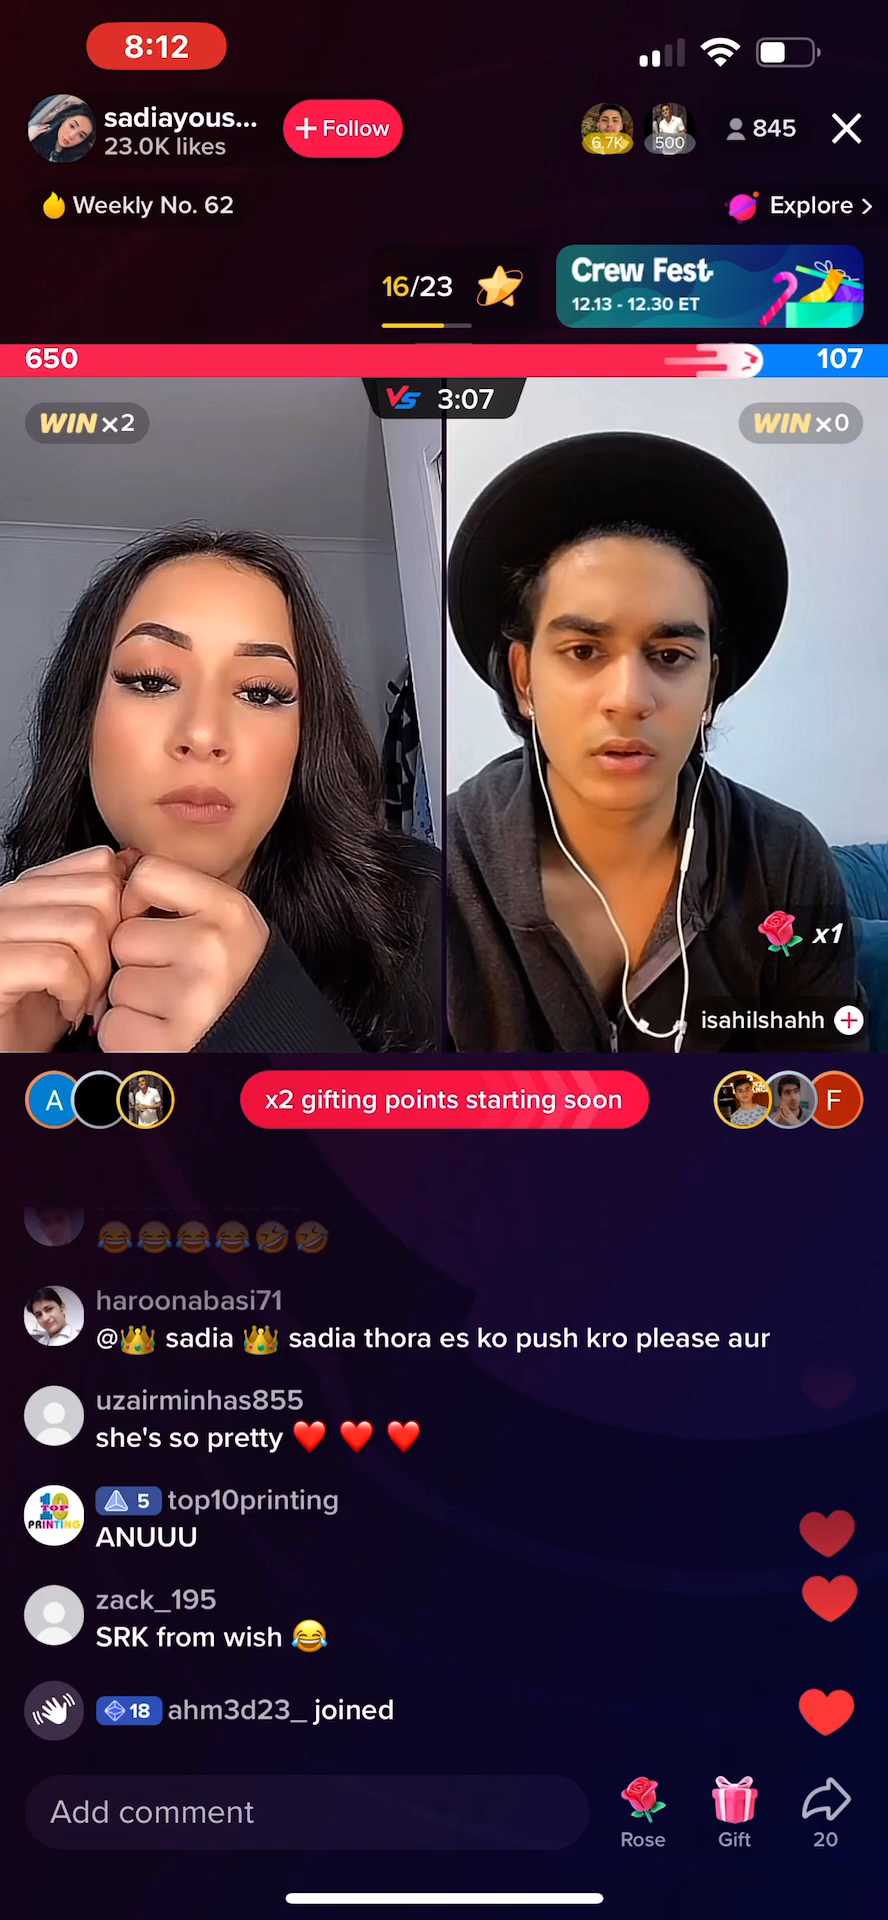 8:12
sadiayous...
23.0K likes
+ Follow
6.7K
500
845
Weekly No. 62
Explore >
16/23
Crew Fest
12.13 - 12.30 ET
650
107
VS 3:07
WIN x2
WIN x0
x1
isahilshahh
A
x2 gifting points starting soon
F
😂😂😂😂🤣🤣
haroonabasi71
@👑 sadia 👑 sadia thora es ko push kro please aur
uzairminhas855
she's so pretty ❤️ ❤️ ❤️
5 top10printing
10
TOP
PRINTING
ANUUU
zack_195
SRK from wish 😂
18 ahm3d23_ joined
Add comment
Rose
Gift
20